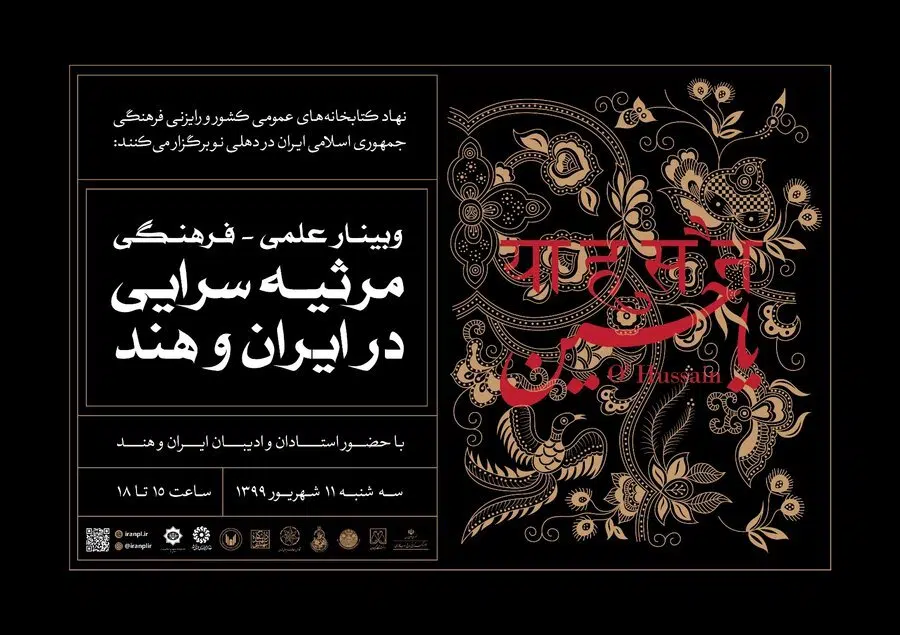 نهاد کتابخانه‌های عمومی کشور و رایزنی فرهنگی
جمهوری اسلامی ایران در دهلی نو برگزار می‌کنند:
وبینار علمی - فرهنگی
مرثیه سرایی
در ایران و هند
با حضور استادان و ادیبان ایران و هند
سه شنبه ۱۱ شهریور ۱۳۹۹
ساعت ۱۵ تا ۱۸
iranpl.ir
@iranplir
या हुसैन
یا حسین
O' Hussain